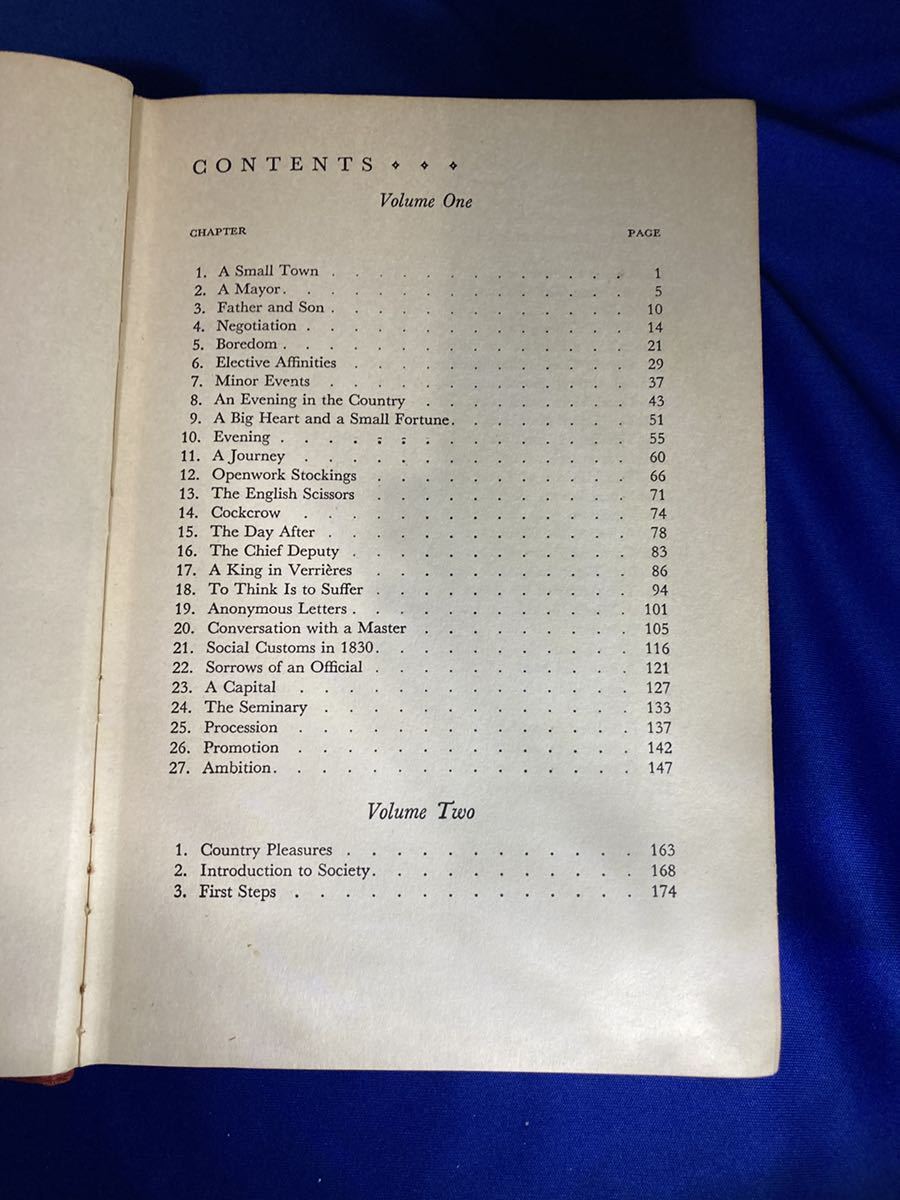 CONTENTS ⋄ ⋄ ⋄
Volume One
CHAPTER PAGE
1. A Small Town . . . . . . . . . . . . . . 1
2. A Mayor. . . . . . . . . . . . . . . . 5
3. Father and Son . . . . . . . . . . . . . . 10
4. Negotiation . . . . . . . . . . . . . . . 14
5. Boredom . . . . . . . . . . . . . . . . 21
6. Elective Affinities . . . . . . . . . . . . . 29
7. Minor Events . . . . . . . . . . . . . . 37
8. An Evening in the Country . . . . . . . . . . 43
9. A Big Heart and a Small Fortune. . . . . . . . . 51
10. Evening . . . . . . . . . . . . . . . . 55
11. A Journey . . . . . . . . . . . . . . . 60
12. Openwork Stockings . . . . . . . . . . . . 66
13. The English Scissors . . . . . . . . . . . . 71
14. Cockcrow . . . . . . . . . . . . . . . 74
15. The Day After . . . . . . . . . . . . . . 78
16. The Chief Deputy . . . . . . . . . . . . . 83
17. A King in Verrières . . . . . . . . . . . . 86
18. To Think Is to Suffer . . . . . . . . . . . . 94
19. Anonymous Letters . . . . . . . . . . . . . 101
20. Conversation with a Master . . . . . . . . . . 105
21. Social Customs in 1830. . . . . . . . . . . . 116
22. Sorrows of an Official . . . . . . . . . . . . 121
23. A Capital . . . . . . . . . . . . . . . 127
24. The Seminary . . . . . . . . . . . . . . 133
25. Procession . . . . . . . . . . . . . . . 137
26. Promotion . . . . . . . . . . . . . . . 142
27. Ambition. . . . . . . . . . . . . . . . 147
Volume Two
1. Country Pleasures . . . . . . . . . . . . . 163
2. Introduction to Society. . . . . . . . . . . . 168
3. First Steps . . . . . . . . . . . . . . . 174